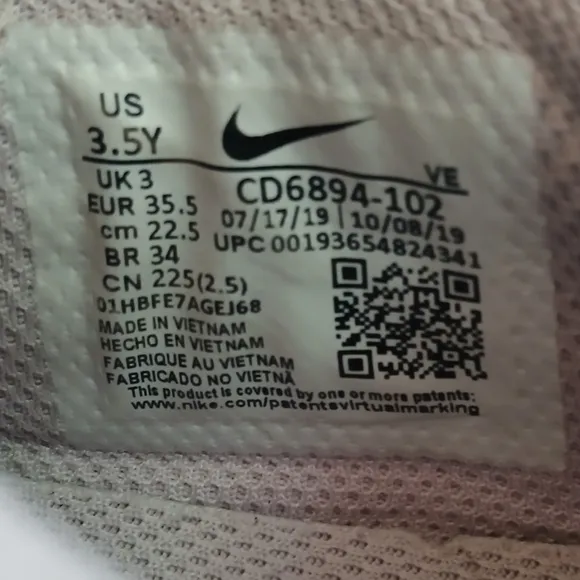 US
3.5Y
VE
UK 3
CD6894-102
EUR 35.5
07/17/19 | 10/08/19
cm 22.5
UPC 00193654824341
BR 34
CN 225(2.5)
01HBFE7AGEJ68
MADE IN VIETNAM
HECHO EN VIETNAM
FABRIQUE AU VIETNAM
FABRICADO NO VIETNÃ
This product is covered by one or more patents:
www.nike.com/patentsvirtualmarking